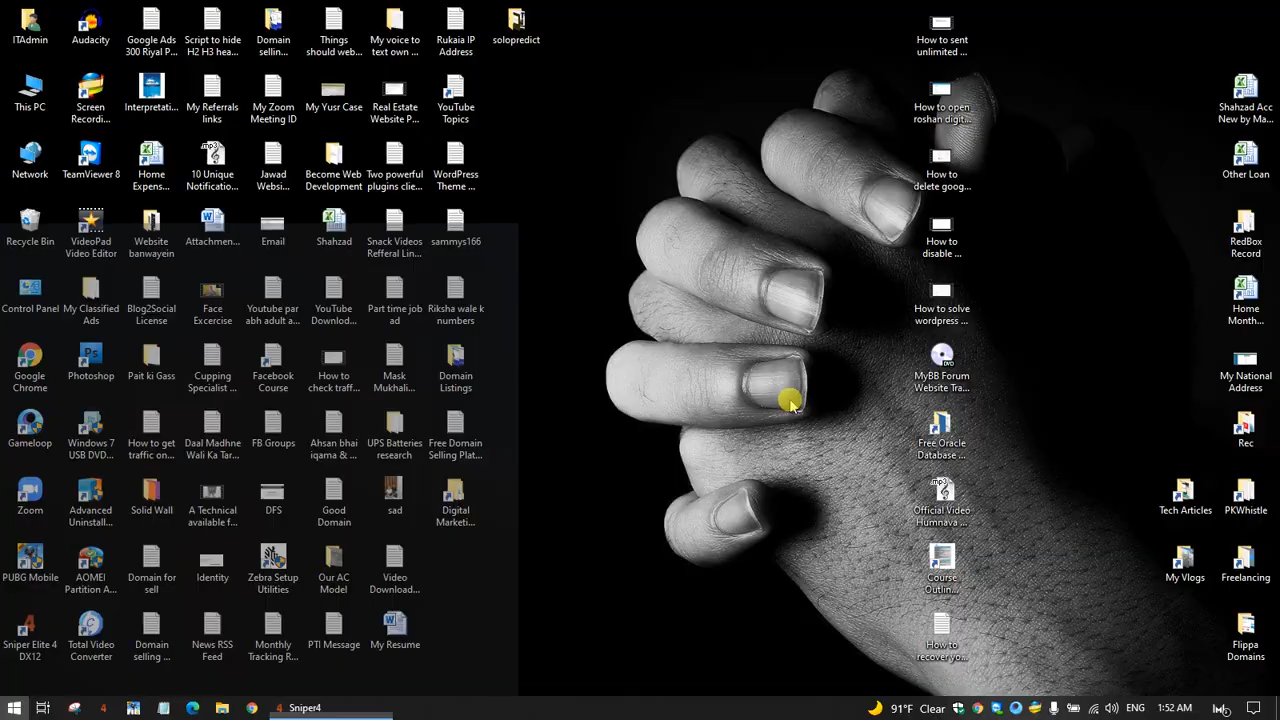 ITAdmin
Audacity
Google Ads
300 Riyal P...
Script to hide
H2 H3 hea...
Domain
sellin...
Things
should web...
My voice to
text own ...
Rukaia IP
Address
solopredict
How to sent
unlimited ...
This PC
Screen
Recordi...
Interpretati...
My Referrals
links
My Zoom
Meeting ID
My Yusr Case
Real Estate
Website P...
YouTube
Topics
How to open
roshan digit...
Shahzad Acc
New by Ma...
Network
TeamViewer 8
Home
Expens...
mp3
10 Unique
Notificatio...
Jawad
Websi...
Become Web
Development
Two powerful
plugins clie...
WordPress
Theme ...
How to
delete goog...
Other Loan
Recycle Bin
VideoPad
Video Editor
Website
banwayein
Attachmen...
Email
Shahzad
Snack Videos
Refferal Lin...
sammys166
How to
disable ...
RedBox
Record
Control Panel
My Classified
Ads
Blog2Social
License
Face
Excercise
Youtube par
abh adult a...
YouTube
Downloa...
Part time job
ad
Riksha wale k
numbers
How to solve
wordpress ...
Home
Month...
Google
Chrome
Ps
Photoshop
Pait ki Gass
Cupping
Specialist ...
Facebook
Course
How to
check traff...
Mask
Mukhali...
Domain
Listings
DVD
MyBB Forum
Website Tra...
My National
Address
Gameloop
Windows 7
USB DVD...
How to get
traffic on...
Daal Madhne
Wali Ka Tar...
FB Groups
Ahsan bhai
iqama & ...
UPS Batteries
research
Free Domain
Selling Plat...
Free Oracle
Database ...
Rec
Zoom
Advanced
Uninstall...
Solid Wall
A Technical
available f...
DFS
Good
Domain
sad
Digital
Marketi...
mp3
Official Video
Humnava ...
Tech Articles
PKWhistle
PUBG Mobile
AOMEI
Partition A...
Domain for
sell
Identity
Zebra Setup
Utilities
Our AC
Model
Video
Download...
Course
Outlin...
My Vlogs
Freelancing
Sniper Elite 4
DX12
Total Video
Converter
Domain
selling ...
News RSS
Feed
Monthly
Tracking R...
PTI Message
My Resume
How to
recover yo...
Flippa
Domains
Sniper4
91°F Clear
ENG
1:52 AM